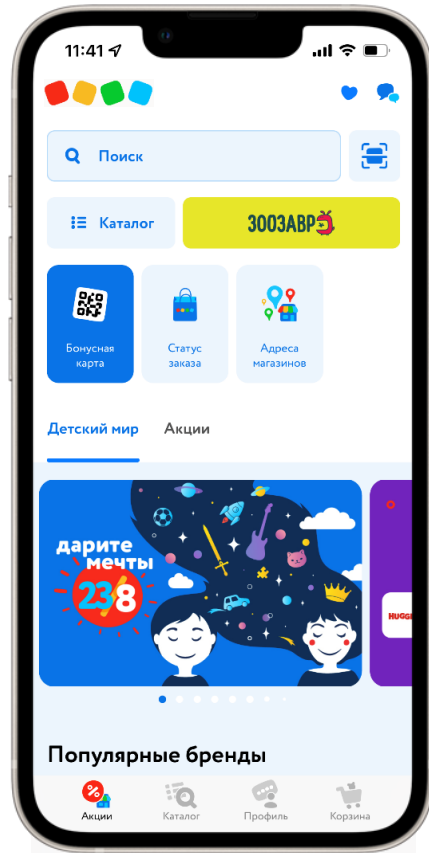 11:41
Поиск
Каталог
ЗООЗАВР
Бонусная
карта
Статус
заказа
Адреса
магазинов
Детский мир
Акции
дарите
мечты
23/8
HUGGI
Популярные бренды
Акции
Каталог
Профиль
Корзина